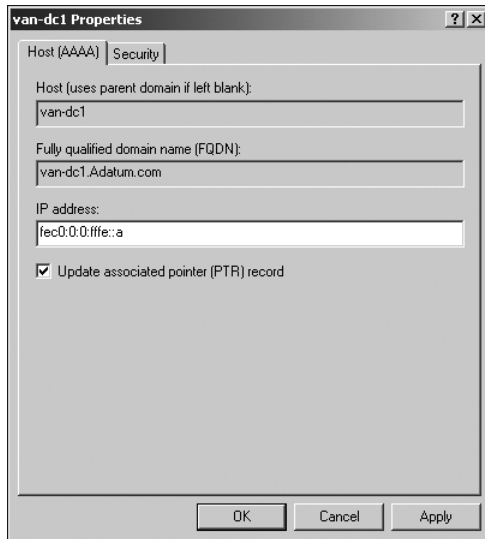 van-dc1 Properties
Host (AAAA) Security
Host (uses parent domain if left blank):
van-dc1
Fully qualified domain name (FQDN):
van-dc1.Adatum.com
IP address:
fec0:0:0:fffe::a
Update associated pointer (PTR) record
OK Cancel Apply